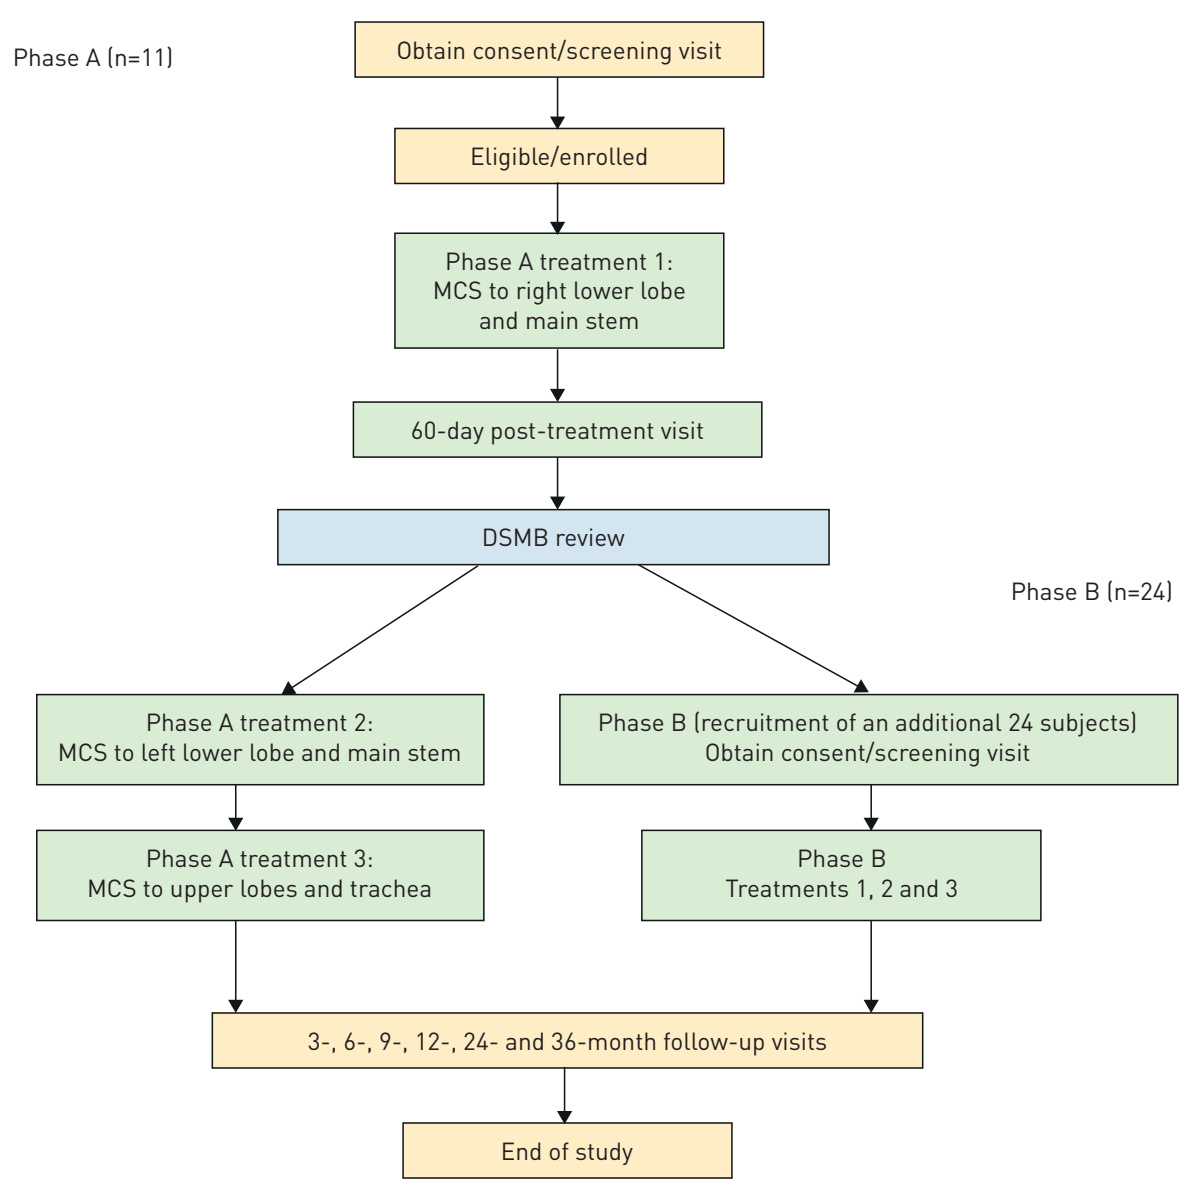 Phase A (n=11)
Obtain consent/screening visit
Eligible/enrolled
Phase A treatment 1:
MCS to right lower lobe
and main stem
60-day post-treatment visit
DSMB review
Phase B (n=24)
Phase A treatment 2:
MCS to left lower lobe and main stem
Phase B (recruitment of an additional 24 subjects)
Obtain consent/screening visit
Phase A treatment 3:
MCS to upper lobes and trachea
Phase B
Treatments 1, 2 and 3
3-, 6-, 9-, 12-, 24- and 36-month follow-up visits
End of study